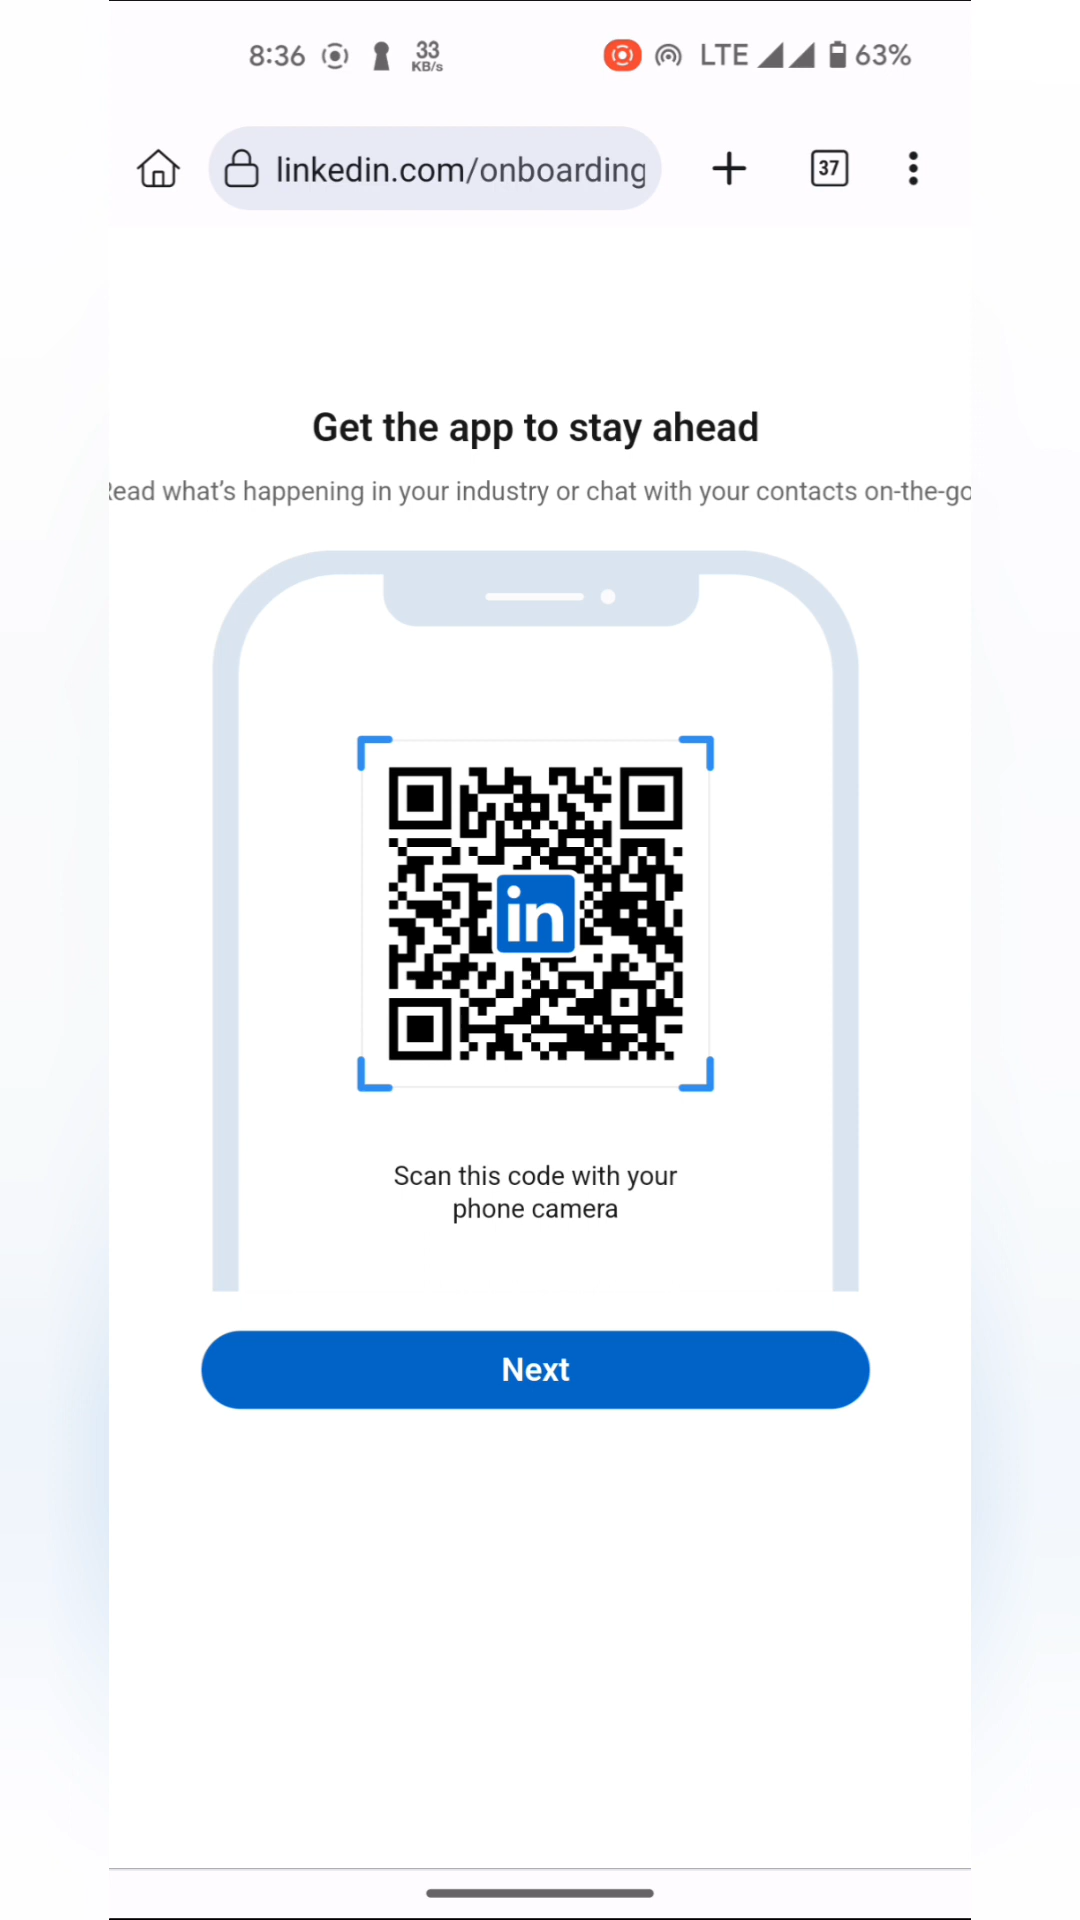 8:36 33 KB/s LTE 63%
linkedin.com/onboarding 37
Get the app to stay ahead
Read what's happening in your industry or chat with your contacts on-the-go
in
Scan this code with your
phone camera
Next